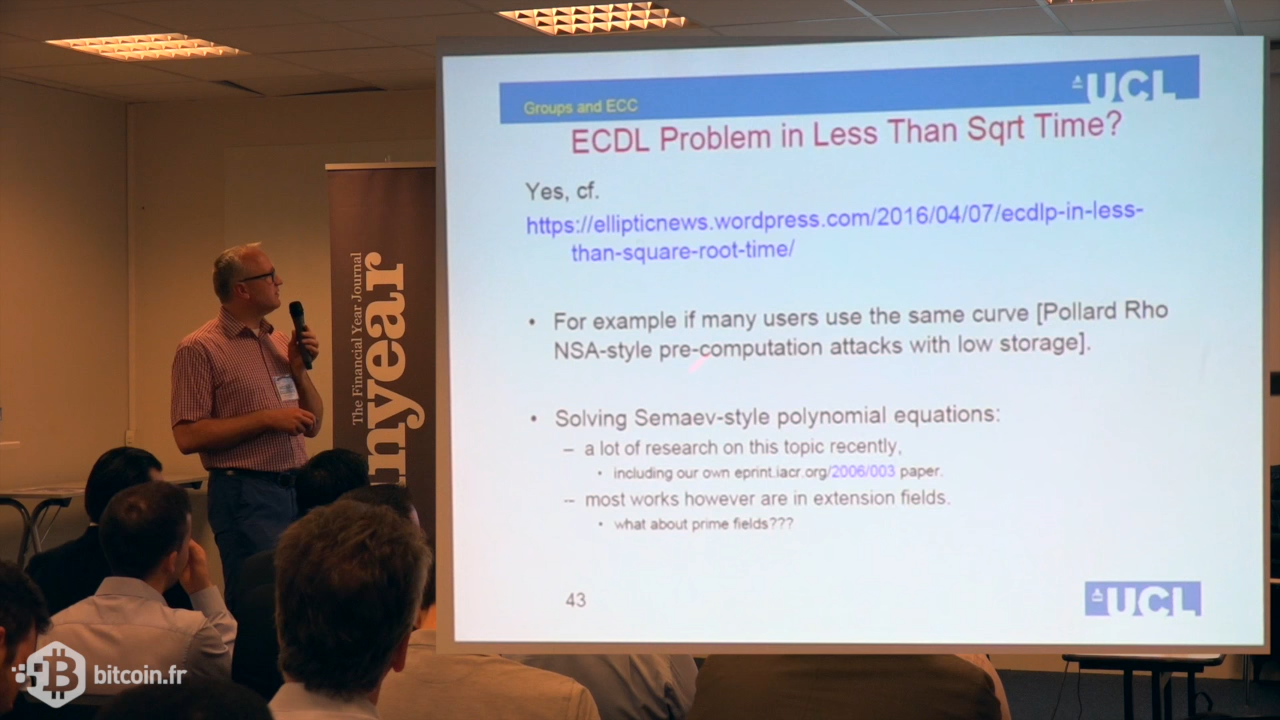 Groups and ECC
UCL
ECDL Problem in Less Than Sqrt Time?
Yes, cf.
https://ellipticnews.wordpress.com/2016/04/07/ecdlp-in-less-
than-square-root-time/
• For example if many users use the same curve [Pollard Rho
NSA-style pre-computation attacks with low storage].
• Solving Semaev-style polynomial equations:
– a lot of research on this topic recently,
• including our own eprint.iacr.org/2006/003 paper.
– most works however are in extension fields.
• what about prime fields???
43
UCL
The Financial Year Journal
nyear
bitcoin.fr